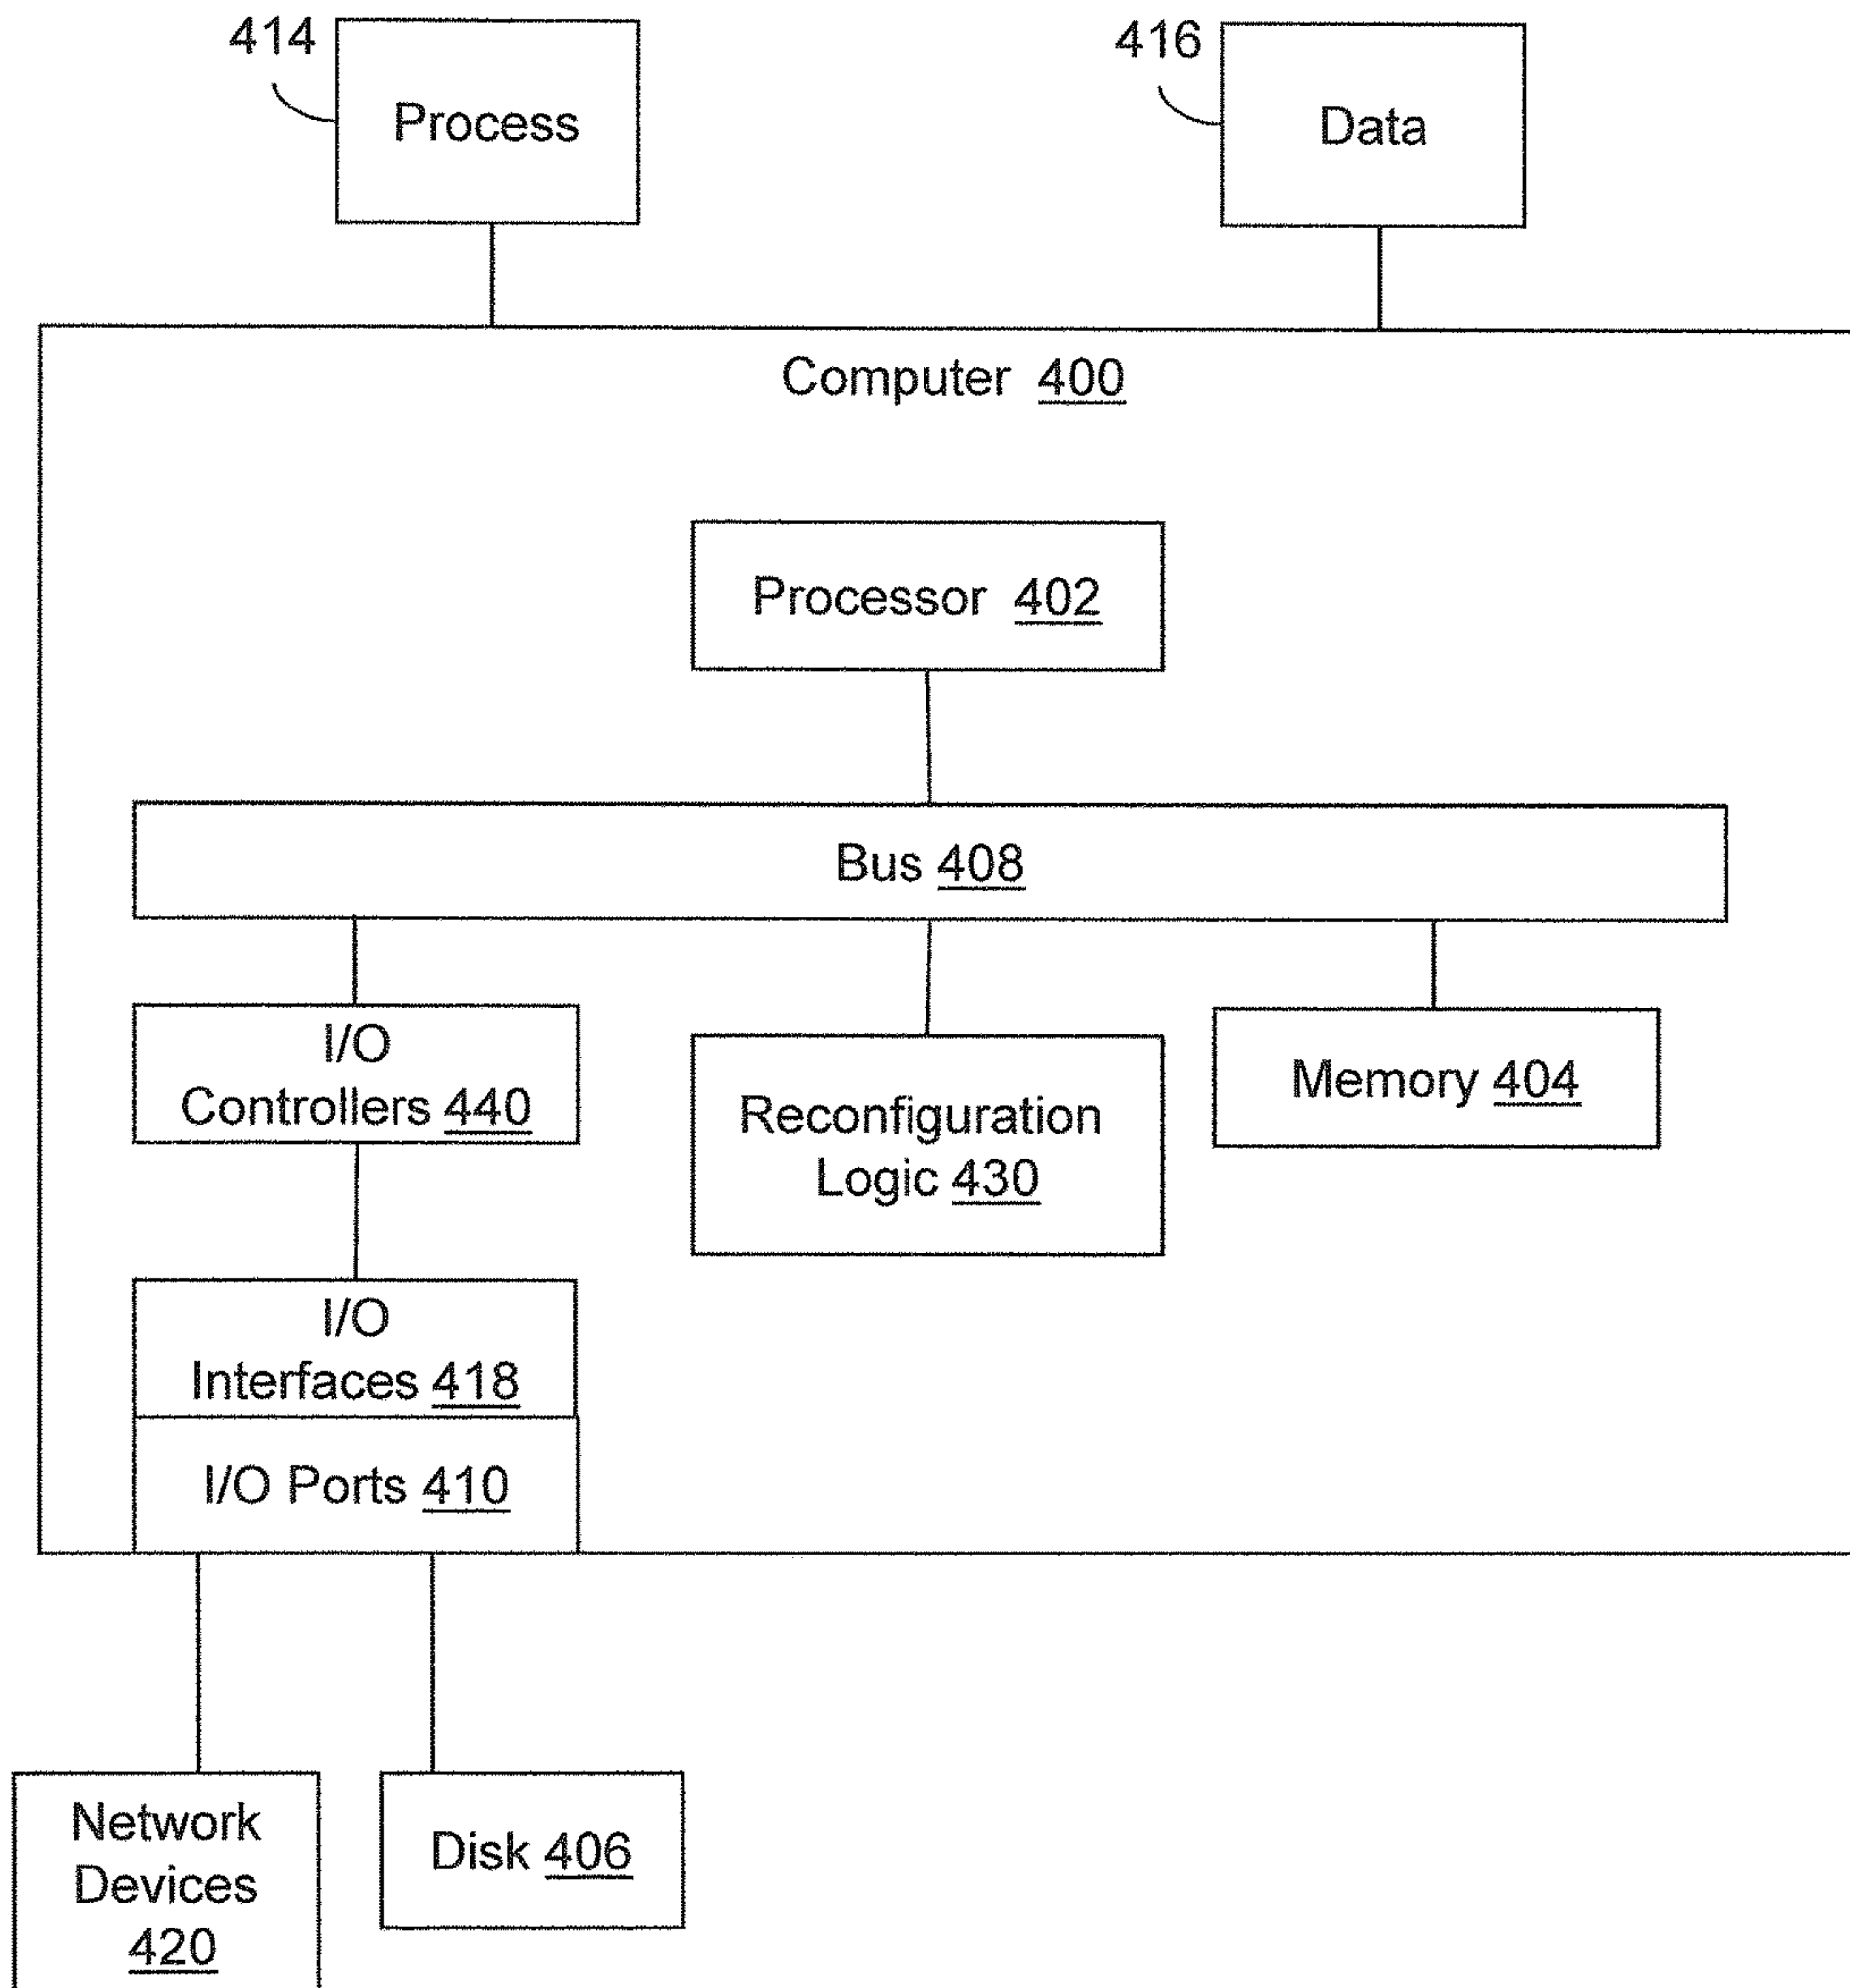 414
Process
416
Data
Computer 400
Processor 402
Bus 408
I/O
Controllers 440
Reconfiguration
Logic 430
Memory 404
I/O
Interfaces 418
I/O Ports 410
Network
Devices
420
Disk 406